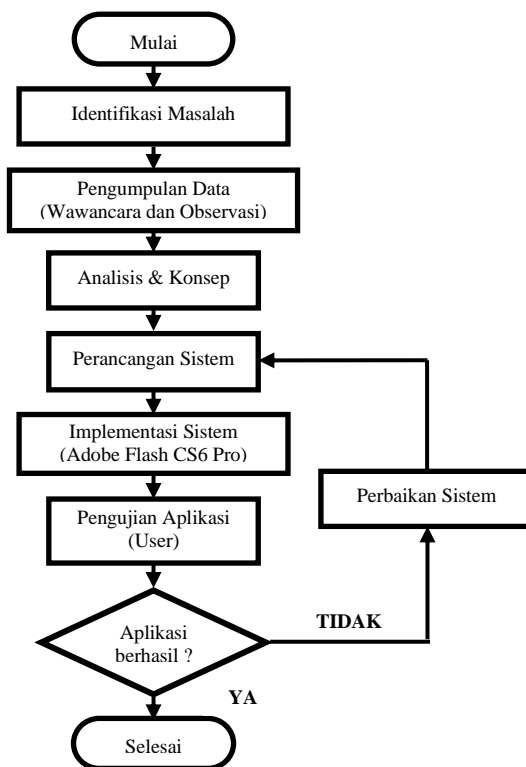 Mulai
Identifikasi Masalah
Pengumpulan Data
(Wawancara dan Observasi)
Analisis & Konsep
Perancangan Sistem
Implementasi Sistem
(Adobe Flash CS6 Pro)
Perbaikan Sistem
Pengujian Aplikasi
(User)
Aplikasi
berhasil ?
TIDAK
YA
Selesai